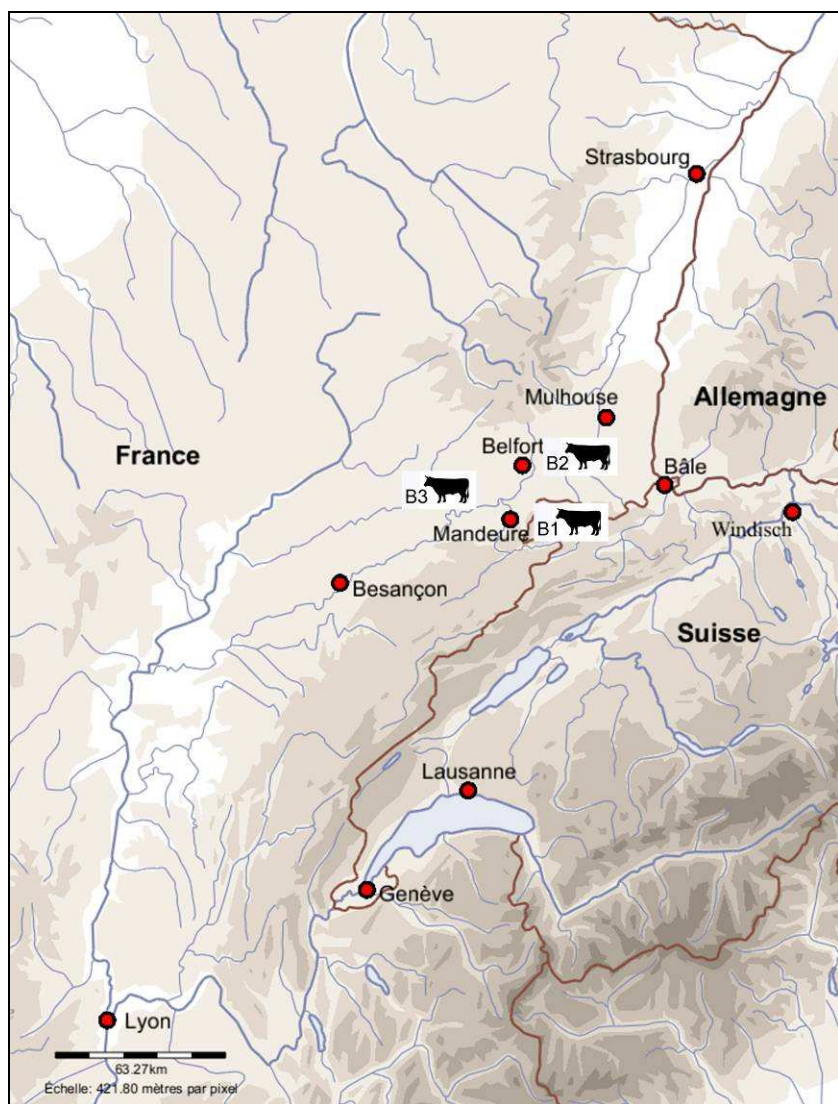 Strasbourg
Mulhouse
Allemagne
France
Belfort
B2
Bâle
B3
Mandeure
B1
Windisch
Besançon
Suisse
Lausanne
Genève
Lyon
63.27km
Échelle: 421.80 mètres par pixel